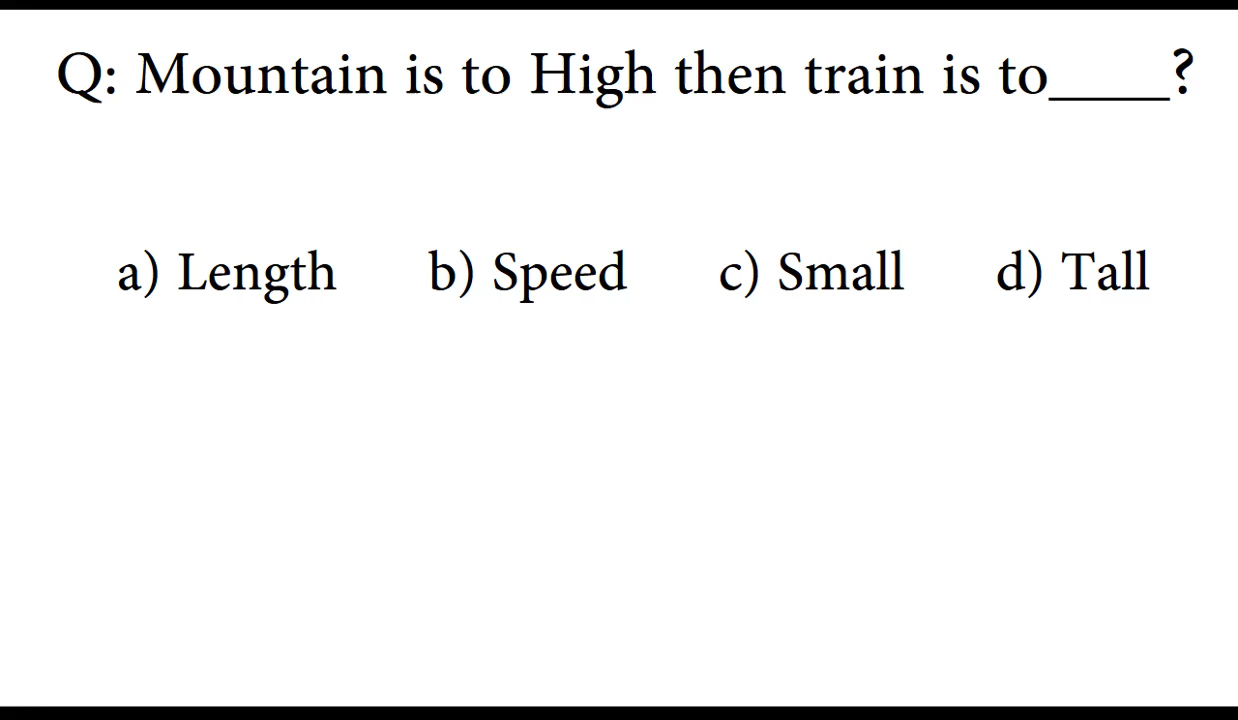 Q: Mountain is to High then train is to____?
a) Length b) Speed c) Small d) Tall